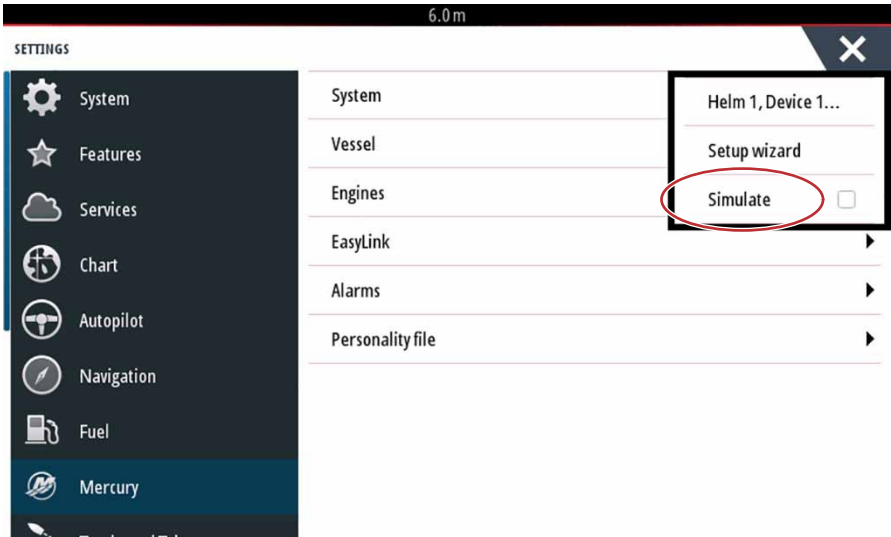 6.0 m
SETTINGS
System
Features
Services
Chart
Autopilot
Navigation
Fuel
Mercury
System
Vessel
Engines
EasyLink
Alarms
Personality file
Helm 1, Device 1...
Setup wizard
Simulate